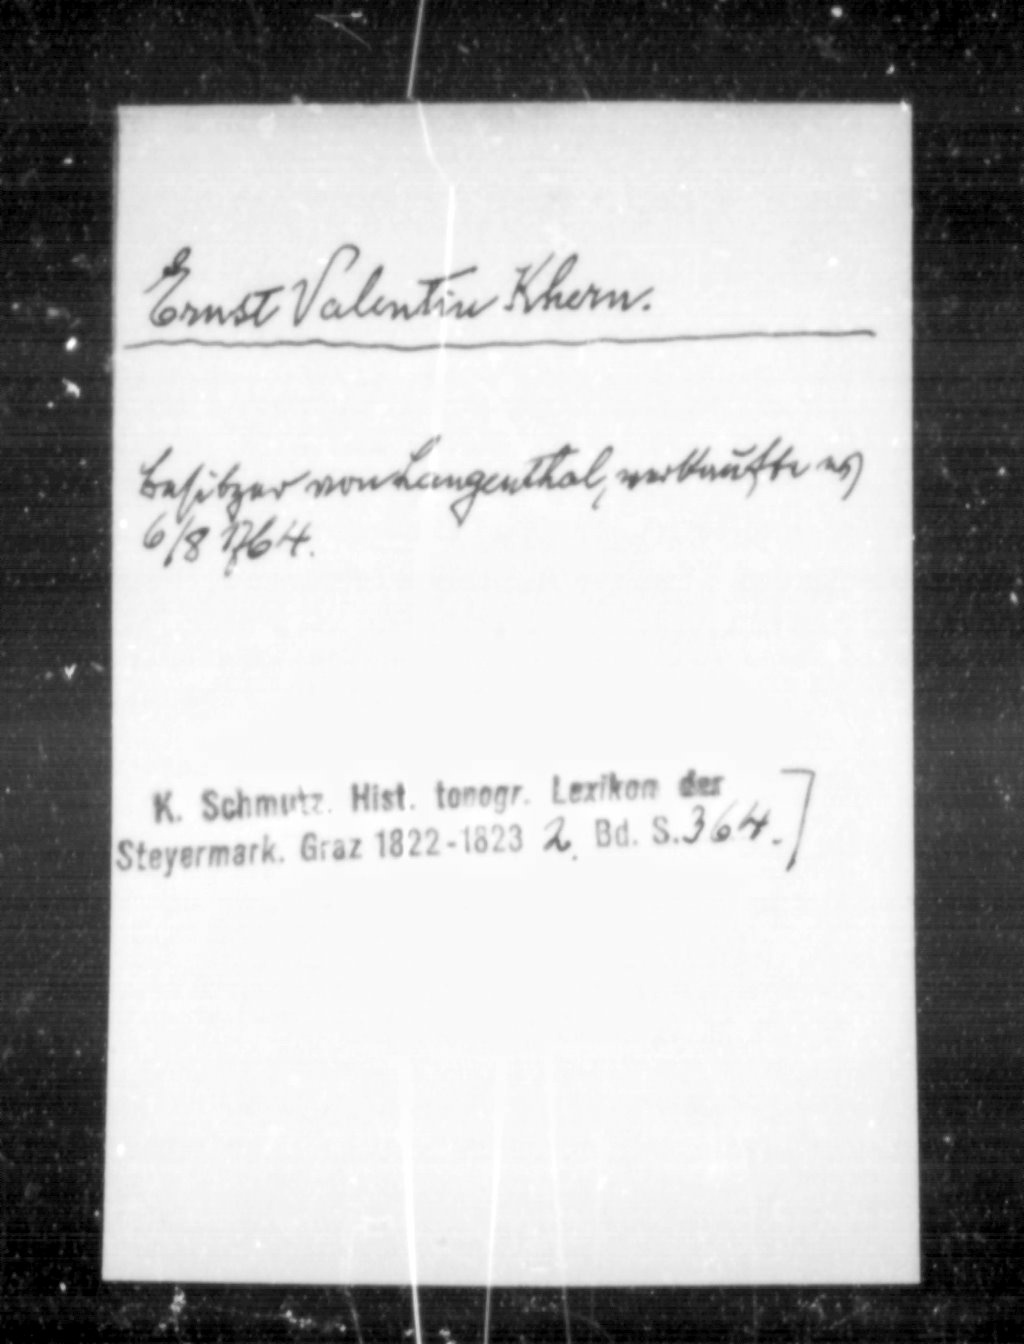 Ernst Valentin Khern.
Besitzer von Langenthal, verkaufte es
6/8 1764.
K. Schmutz. Hist. topogr. Lexikon der
Steyermark. Graz 1822-1823 2. Bd. S. 364.]